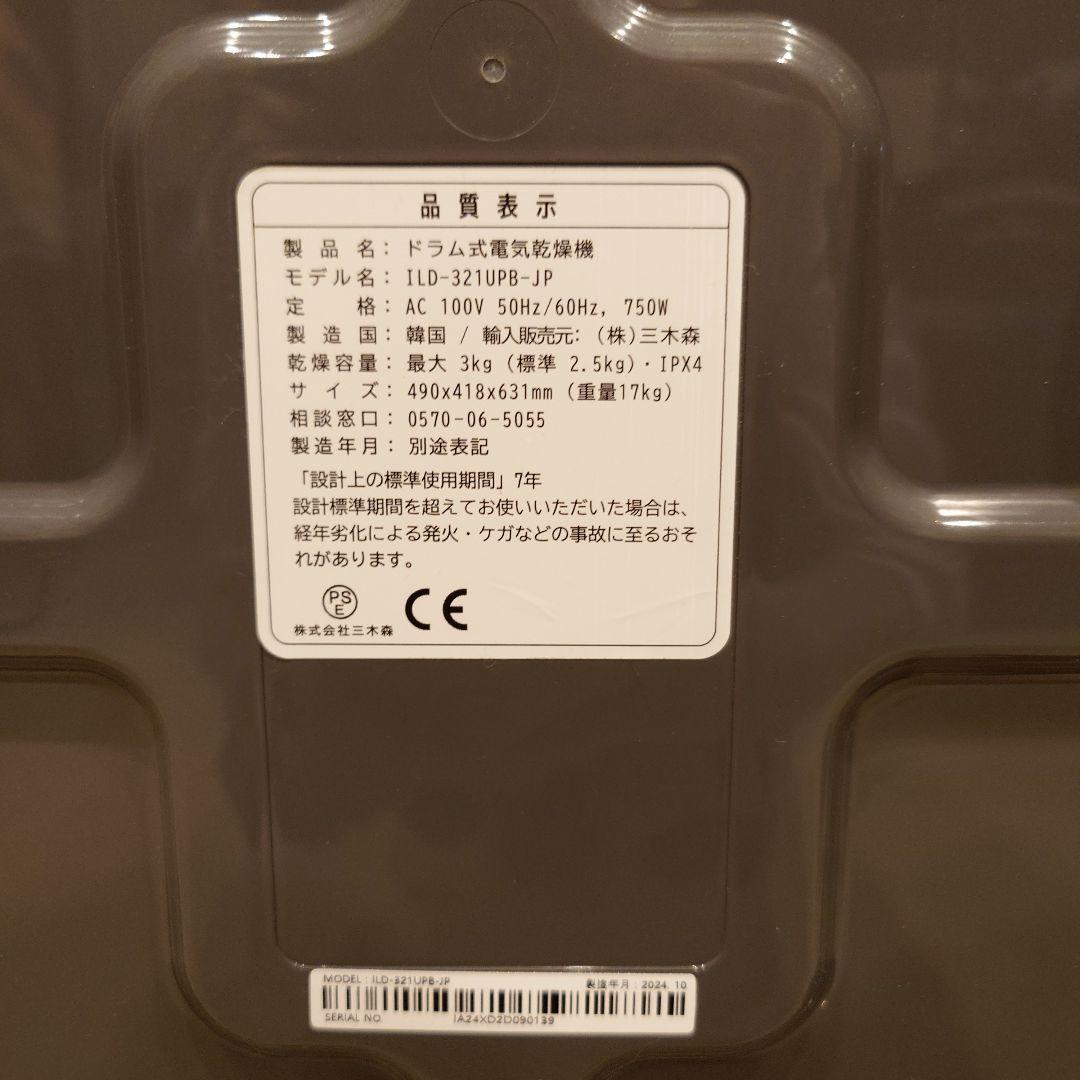 品質表示
製品名: ドラム式電気乾燥機
モデル名: ILD-321UPB-JP
定格: AC 100V 50Hz/60Hz, 750W
製造国: 韓国 / 輸入販売元: (株)三木森
乾燥容量: 最大 3kg (標準 2.5kg)・IPX4
サイズ: 490x418x631mm (重量17kg)
相談窓口: 0570-06-5055
製造年月: 別途表記
「設計上の標準使用期間」7年
設計標準期間を超えてお使いいただいた場合は、
経年劣化による発火・ケガなどの事故に至るおそ
れがあります。
PSE CE
株式会社三木森
MODEL : ILD-321UPB-JP 製造年月 : 2024. 10
SERIAL NO. IA24XD2D090139